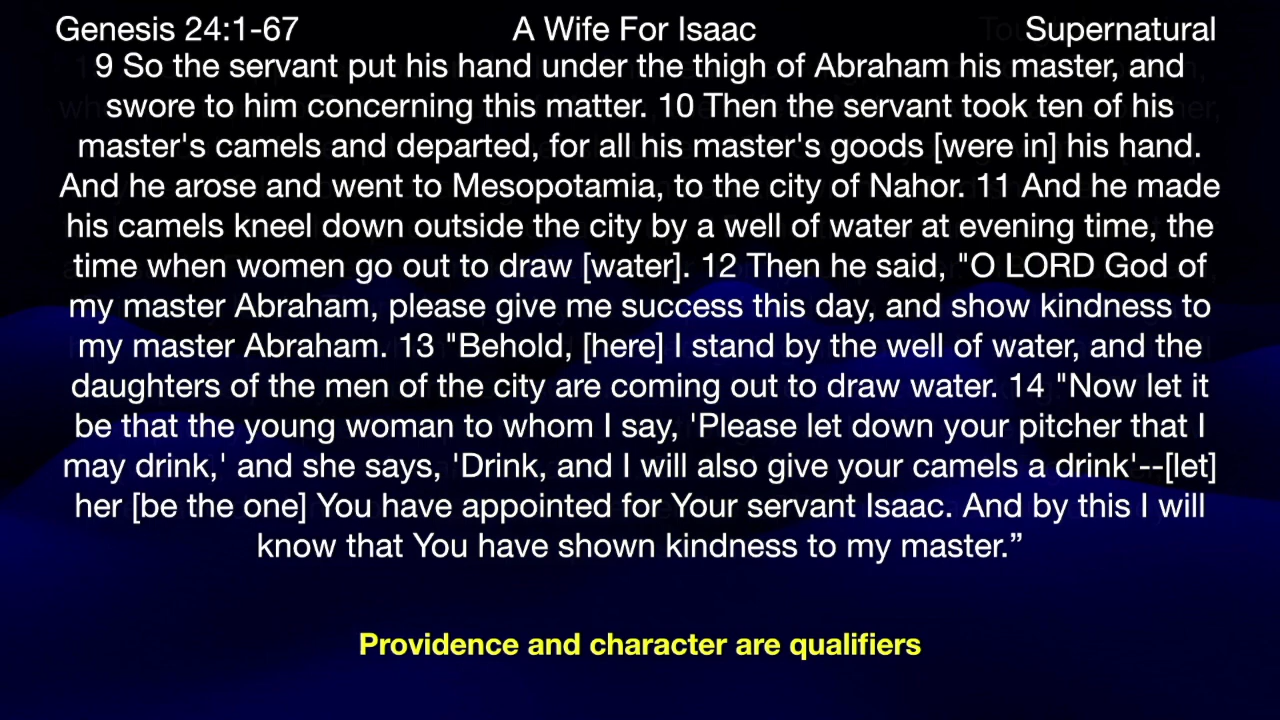 Genesis 24:1-67 A Wife For Isaac Supernatural
9 So the servant put his hand under the thigh of Abraham his master, and
swore to him concerning this matter. 10 Then the servant took ten of his
master's camels and departed, for all his master's goods [were in] his hand.
And he arose and went to Mesopotamia, to the city of Nahor. 11 And he made
his camels kneel down outside the city by a well of water at evening time, the
time when women go out to draw [water]. 12 Then he said, "O LORD God of
my master Abraham, please give me success this day, and show kindness to
my master Abraham. 13 "Behold, [here] I stand by the well of water, and the
daughters of the men of the city are coming out to draw water. 14 "Now let it
be that the young woman to whom I say, 'Please let down your pitcher that I
may drink,' and she says, 'Drink, and I will also give your camels a drink'--[let]
her [be the one] You have appointed for Your servant Isaac. And by this I will
know that You have shown kindness to my master.”
Providence and character are qualifiers